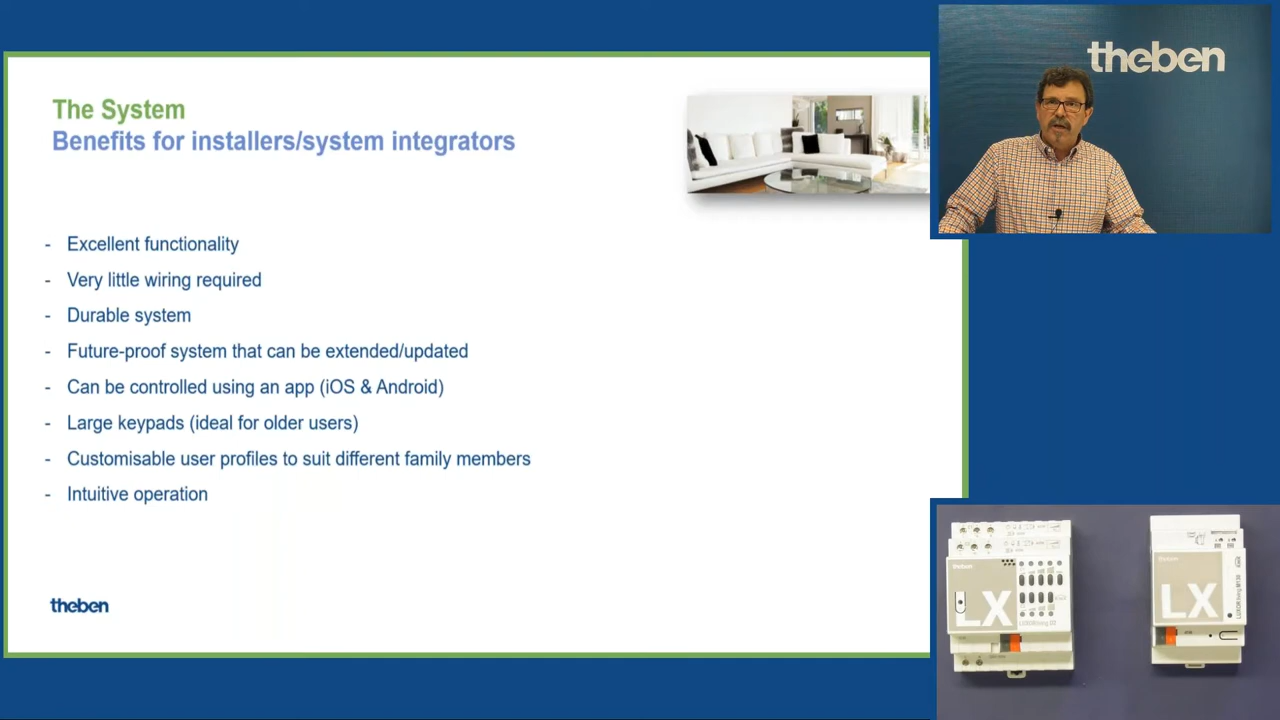 The System
Benefits for installers/system integrators
- Excellent functionality
- Very little wiring required
- Durable system
- Future-proof system that can be extended/updated
- Can be controlled using an app (iOS & Android)
- Large keypads (ideal for older users)
- Customisable user profiles to suit different family members
- Intuitive operation
theben
theben
theben
LX
LX